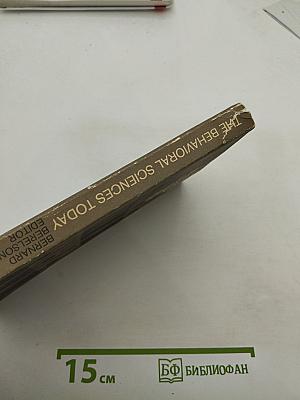 THE BEHAVIORAL SCIENCES TODAY
BERNARD
BERELSON
EDITOR
15 см
БФ БИБЛИОФАН